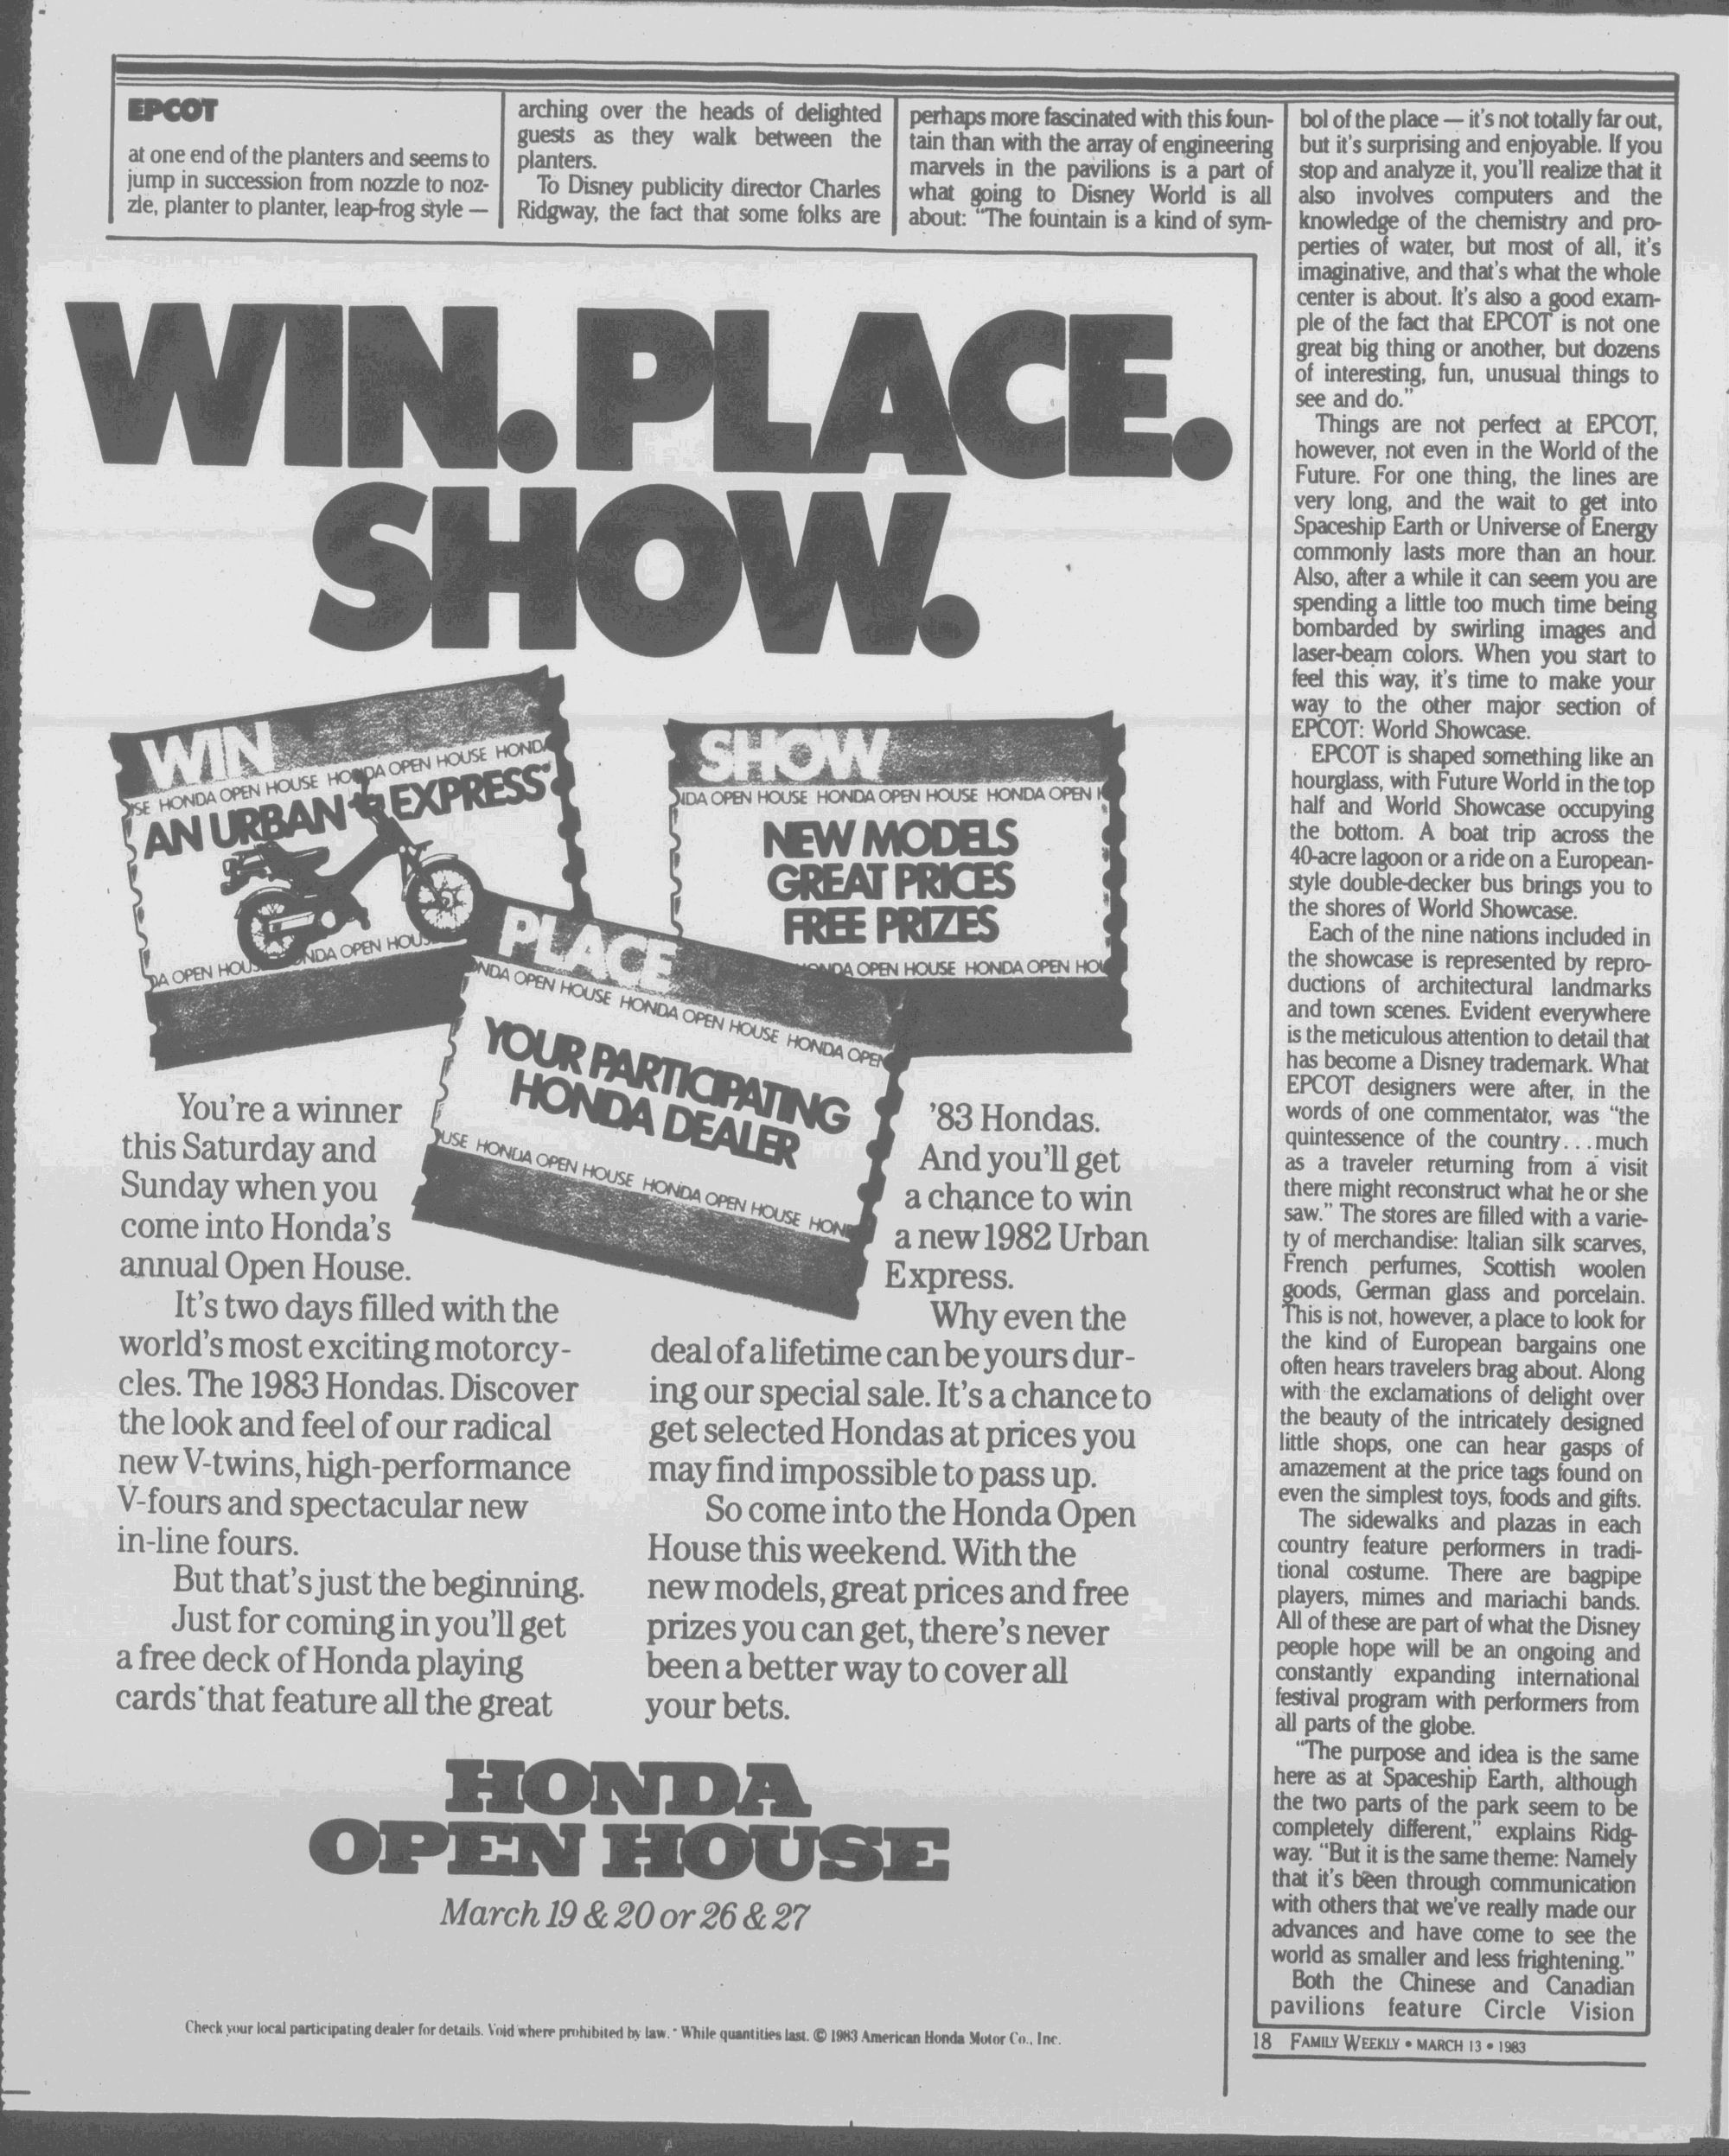 EPCOT
at one end of the planters and seems to
jump in succession from nozzle to noz-
zle, planter to planter, leap-frog style —
arching over the heads of delighted
guests as they walk between the
planters.
To Disney publicity director Charles
Ridgway, the fact that some folks are
perhaps more fascinated with this foun-
tain than with the array of engineering
marvels in the pavilions is a part of
what going to Disney World is all
about: "The fountain is a kind of sym-
bol of the place — it's not totally far out,
but it's surprising and enjoyable. If you
stop and analyze it, you'll realize that it
also involves computers and the
knowledge of the chemistry and pro-
perties of water, but most of all, it's
imaginative, and that's what the whole
center is about. It's also a good exam-
ple of the fact that EPCOT is not one
great big thing or another, but dozens
of interesting, fun, unusual things to
see and do."
Things are not perfect at EPCOT,
however, not even in the World of the
Future. For one thing, the lines are
very long, and the wait to get into
Spaceship Earth or Universe of Energy
commonly lasts more than an hour.
Also, after a while it can seem you are
spending a little too much time being
bombarded by swirling images and
laser-beam colors. When you start to
feel this way, it's time to make your
way to the other major section of
EPCOT: World Showcase.
EPCOT is shaped something like an
hourglass, with Future World in the top
half and World Showcase occupying
the bottom. A boat trip across the
40-acre lagoon or a ride on a European-
style double-decker bus brings you to
the shores of World Showcase.
Each of the nine nations included in
the showcase is represented by repro-
ductions of architectural landmarks
and town scenes. Evident everywhere
is the meticulous attention to detail that
has become a Disney trademark. What
EPCOT designers were after, in the
words of one commentator, was "the
quintessence of the country...much
as a traveler returning from a visit
there might reconstruct what he or she
saw." The stores are filled with a varie-
ty of merchandise: Italian silk scarves,
French perfumes, Scottish woolen
goods, German glass and porcelain.
This is not, however, a place to look for
the kind of European bargains one
often hears travelers brag about. Along
with the exclamations of delight over
the beauty of the intricately designed
little shops, one can hear gasps of
amazement at the price tags found on
even the simplest toys, foods and gifts.
The sidewalks and plazas in each
country feature performers in tradi-
tional costume. There are bagpipe
players, mimes and mariachi bands.
All of these are part of what the Disney
people hope will be an ongoing and
constantly expanding international
festival program with performers from
all parts of the globe.
"The purpose and idea is the same
here as at Spaceship Earth, although
the two parts of the park seem to be
completely different," explains Ridg-
way. "But it is the same theme: Namely
that it's been through communication
with others that we've really made our
advances and have come to see the
world as smaller and less frightening."
Both the Chinese and Canadian
pavilions feature Circle Vision
WIN. PLACE.
SHOW.
WIN
USE HONDA OPEN HOUSE HONDA OPEN HOUSE HONDA
AN URBAN EXPRESS*
DA OPEN HOUS ONDA OPEN HOUS
SHOW
NDA OPEN HOUSE HONDA OPEN HOUSE HONDA OPEN H
NEW MODELS
GREAT PRICES
FREE PRIZES
ONDA OPEN HOUSE HONDA OPEN HOU
PLACE
ONDA OPEN HOUSE HONDA OPEN HOUSE HONDA OPEN
YOUR PARTICIPATING
HONDA DEALER
OUSE HONDA OPEN HOUSE HONDA OPEN HOUSE HOND
You're a winner
this Saturday and
Sunday when you
come into Honda's
annual Open House.
It's two days filled with the
world's most exciting motorcy-
cles. The 1983 Hondas. Discover
the look and feel of our radical
new V-twins, high-performance
V-fours and spectacular new
in-line fours.
But that's just the beginning.
Just for coming in you'll get
a free deck of Honda playing
cards* that feature all the great
'83 Hondas.
And you'll get
a chance to win
a new 1982 Urban
Express.
Why even the
deal of a lifetime can be yours dur-
ing our special sale. It's a chance to
get selected Hondas at prices you
may find impossible to pass up.
So come into the Honda Open
House this weekend. With the
new models, great prices and free
prizes you can get, there's never
been a better way to cover all
your bets.
HONDA
OPEN HOUSE
March 19 & 20 or 26 & 27
Check your local participating dealer for details. Void where prohibited by law. * While quantities last. © 1983 American Honda Motor Co., Inc.
18 FAMILY WEEKLY • MARCH 13 • 1983